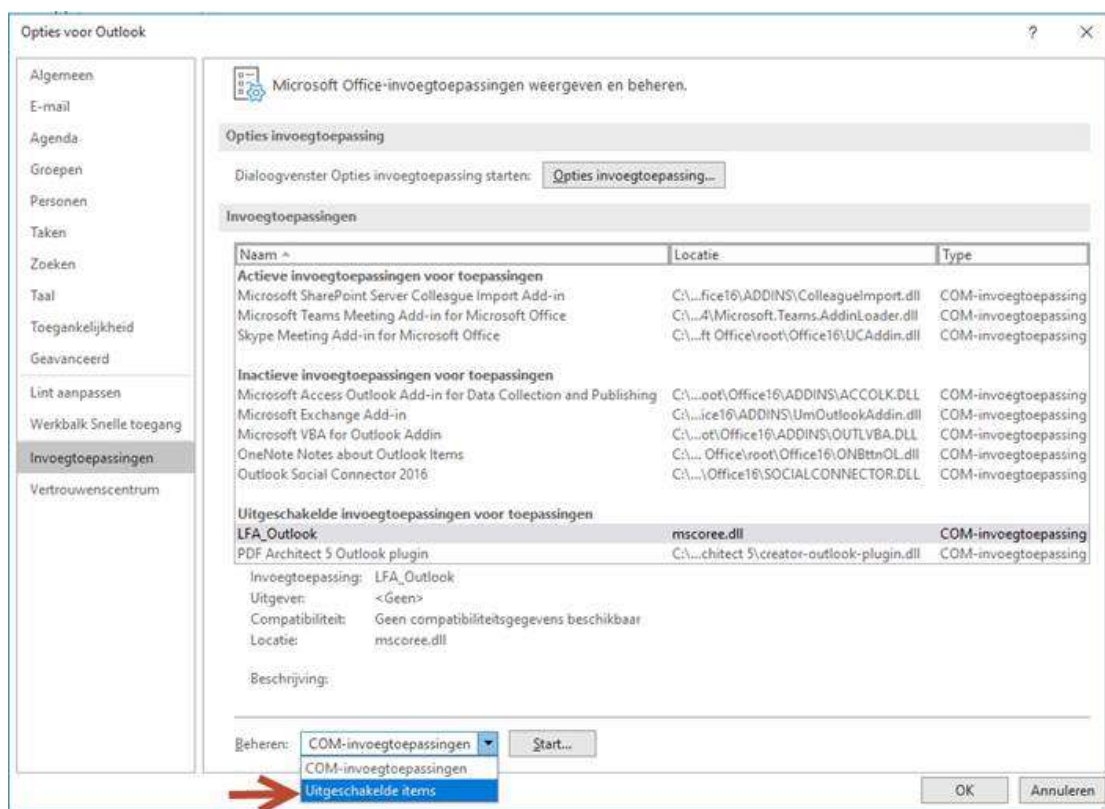 Opties voor Outlook
Algemeen
E-mail
Agenda
Groepen
Personen
Taken
Zoeken
Taal
Toegankelijkheid
Geavanceerd
Lint aanpassen
Werkbalk Snelle toegang
Invoegtoepassingen
Vertrouwenscentrum
Microsoft Office-invoegtoepassingen weergeven en beheren.
Opties invoegtoepassing
Dialoogvenster Opties invoegtoepassing starten: Opties invoegtoepassing...
Invoegtoepassingen
Naam Locatie Type
Actieve invoegtoepassingen voor toepassingen
Microsoft SharePoint Server Colleague Import Add-in C:\...fice16\ADDINS\ColleagueImport.dll COM-invoegtoepassing
Microsoft Teams Meeting Add-in for Microsoft Office C:\...4\Microsoft.Teams.AddinLoader.dll COM-invoegtoepassing
Skype Meeting Add-in for Microsoft Office C:\...ft Office\root\Office16\UCAddin.dll COM-invoegtoepassing
Inactieve invoegtoepassingen voor toepassingen
Microsoft Access Outlook Add-in for Data Collection and Publishing C:\...oot\Office16\ADDINS\ACCOLK.DLL COM-invoegtoepassing
Microsoft Exchange Add-in C:\...ice16\ADDINS\UmOutlookAddin.dll COM-invoegtoepassing
Microsoft VBA for Outlook Addin C:\...ot\Office16\ADDINS\OUTLVBA.DLL COM-invoegtoepassing
OneNote Notes about Outlook Items C:\... Office\root\Office16\ONBttnOL.dll COM-invoegtoepassing
Outlook Social Connector 2016 C:\...\Office16\SOCIALCONNECTOR.DLL COM-invoegtoepassing
Uitgeschakelde invoegtoepassingen voor toepassingen
LFA_Outlook mscoree.dll COM-invoegtoepassing
PDF Architect 5 Outlook plugin C:\...chitect 5\creator-outlook-plugin.dll COM-invoegtoepassing
Invoegtoepassing: LFA_Outlook
Uitgever: <Geen>
Compatibiliteit: Geen compatibiliteitsgegevens beschikbaar
Locatie: mscoree.dll
Beschrijving:
Beheren: COM-invoegtoepassingen Start...
COM-invoegtoepassingen
Uitgeschakelde items
OK Annuleren